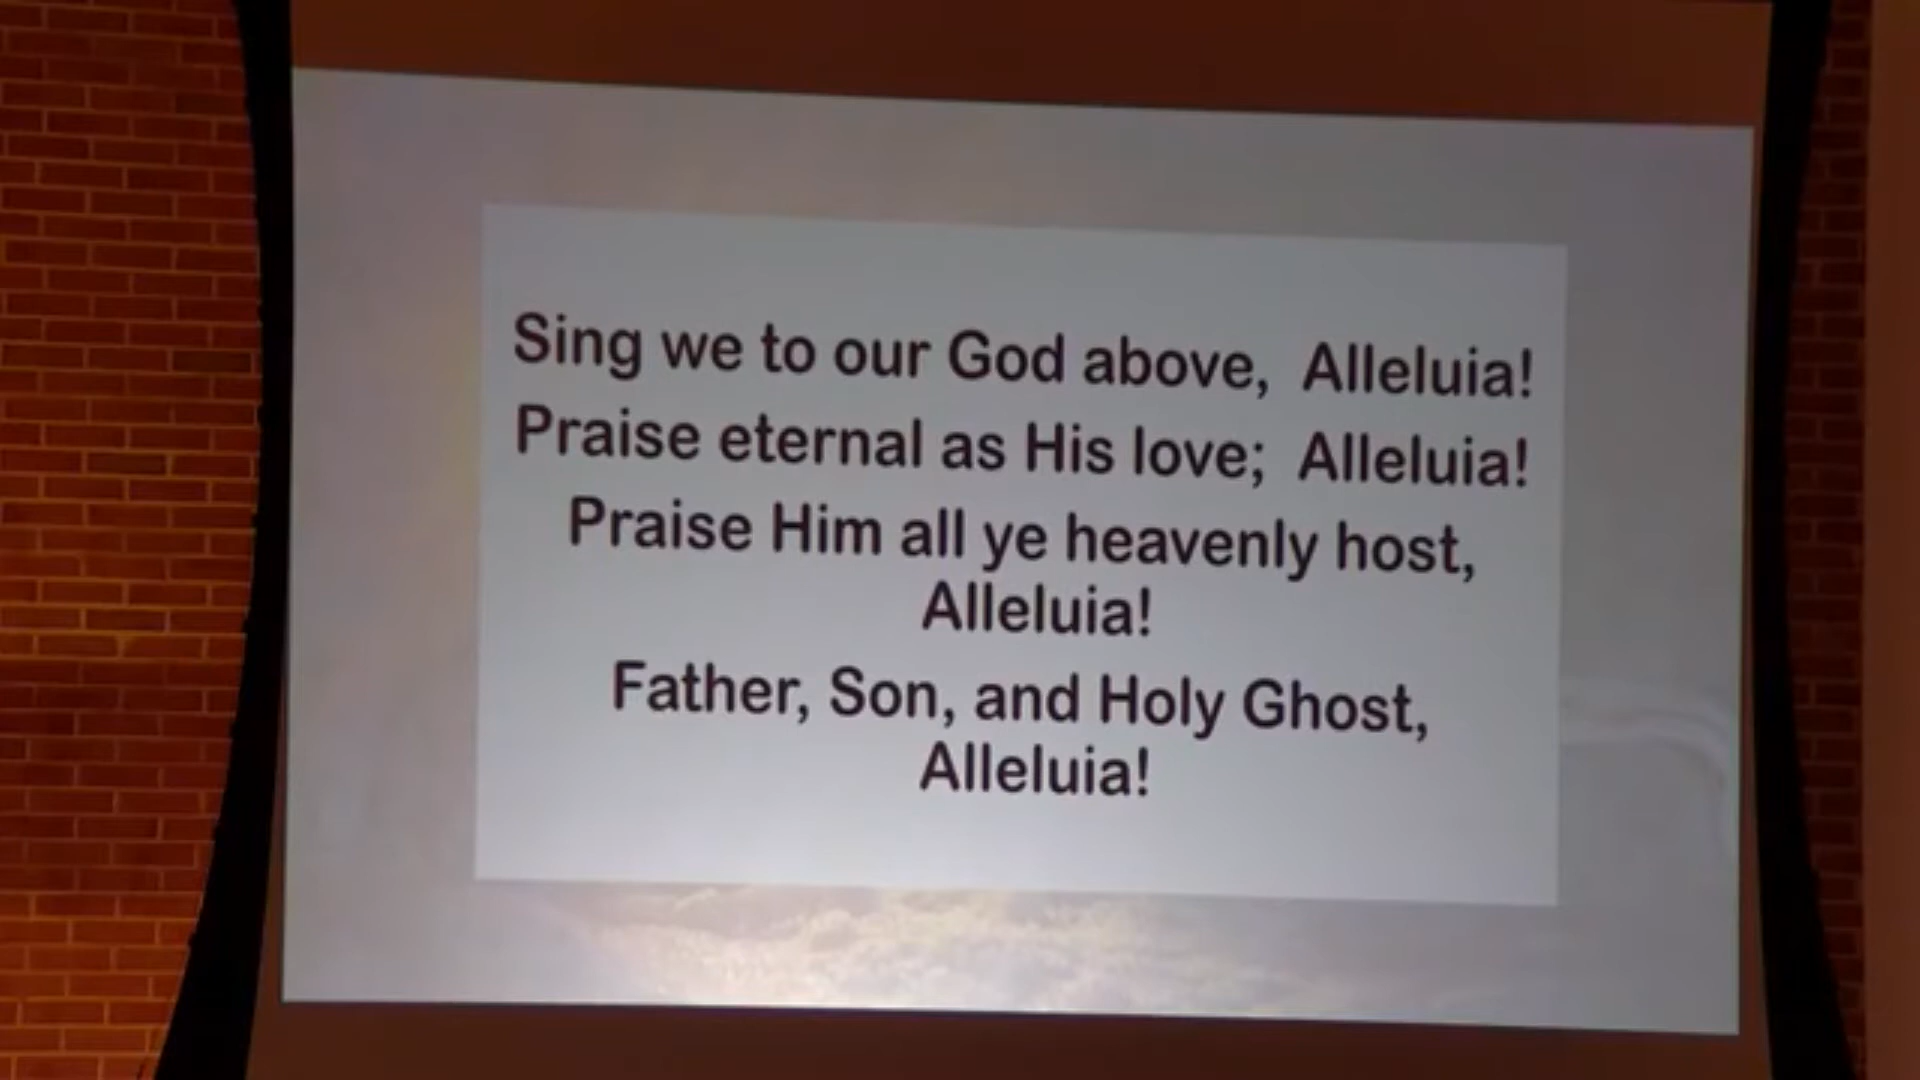 Sing we to our God above, Alleluia!
Praise eternal as His love; Alleluia!
Praise Him all ye heavenly host,
Alleluia!
Father, Son, and Holy Ghost,
Alleluia!